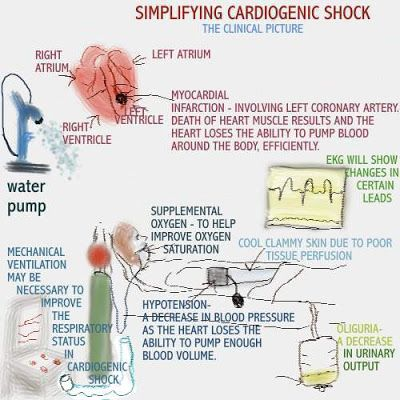 SIMPLIFYING CARDIOGENIC SHOCK
THE CLINICAL PICTURE
RIGHT
ATRIUM
LEFT ATRIUM
MYOCARDIAL
INFARCTION - INVOLVING LEFT CORONARY ARTERY.
DEATH OF HEART MUSCLE RESULTS AND THE
HEART LOSES THE ABILITY TO PUMP BLOOD
AROUND THE BODY, EFFICIENTLY.
LEFT
VENTRICLE
RIGHT
VENTRICLE
EKG WILL SHOW
CHANGES IN
CERTAIN
LEADS
water
pump
SUPPLEMENTAL
OXYGEN - TO HELP
IMPROVE OXYGEN
SATURATION
COOL CLAMMY SKIN DUE TO POOR
TISSUE PERFUSION
MECHANICAL
VENTILATION
MAY BE
NECESSARY TO
IMPROVE
THE
RESPIRATORY
STATUS
IN
CARDIOGENIC
SHOCK
HYPOTENSION-
A DECREASE IN BLOOD PRESSURE
AS THE HEART LOSES THE
ABILITY TO PUMP ENOUGH
BLOOD VOLUME.
OLIGURIA-
A DECREASE
IN URINARY
OUTPUT